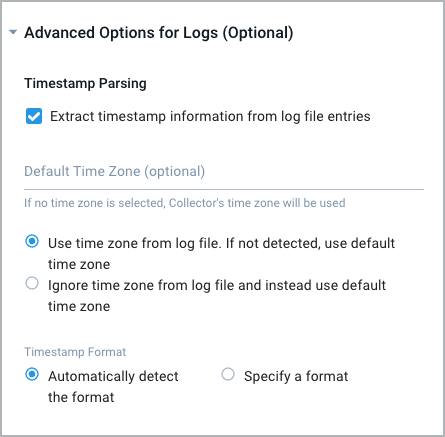 Advanced Options for Logs (Optional)
Timestamp Parsing
Extract timestamp information from log file entries
Default Time Zone (optional)
If no time zone is selected, Collector's time zone will be used
Use time zone from log file. If not detected, use default
time zone
Ignore time zone from log file and instead use default
time zone
Timestamp Format
Automatically detect
the format
Specify a format